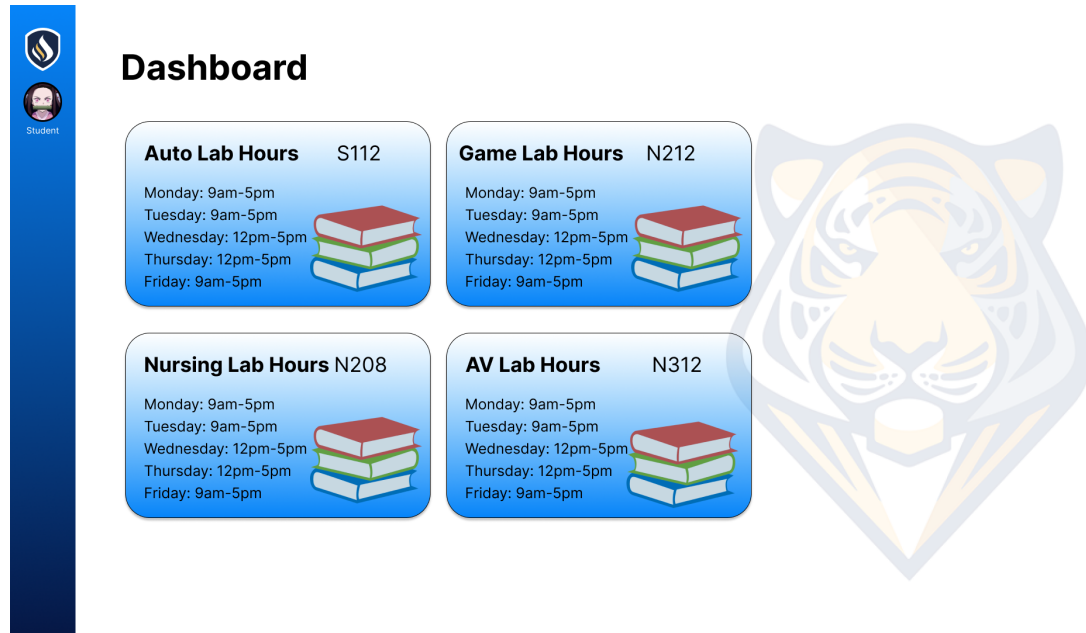 Student
Dashboard
Auto Lab Hours S112
Monday: 9am-5pm
Tuesday: 9am-5pm
Wednesday: 12pm-5pm
Thursday: 12pm-5pm
Friday: 9am-5pm
Game Lab Hours N212
Monday: 9am-5pm
Tuesday: 9am-5pm
Wednesday: 12pm-5pm
Thursday: 12pm-5pm
Friday: 9am-5pm
Nursing Lab Hours N208
Monday: 9am-5pm
Tuesday: 9am-5pm
Wednesday: 12pm-5pm
Thursday: 12pm-5pm
Friday: 9am-5pm
AV Lab Hours N312
Monday: 9am-5pm
Tuesday: 9am-5pm
Wednesday: 12pm-5pm
Thursday: 12pm-5pm
Friday: 9am-5pm